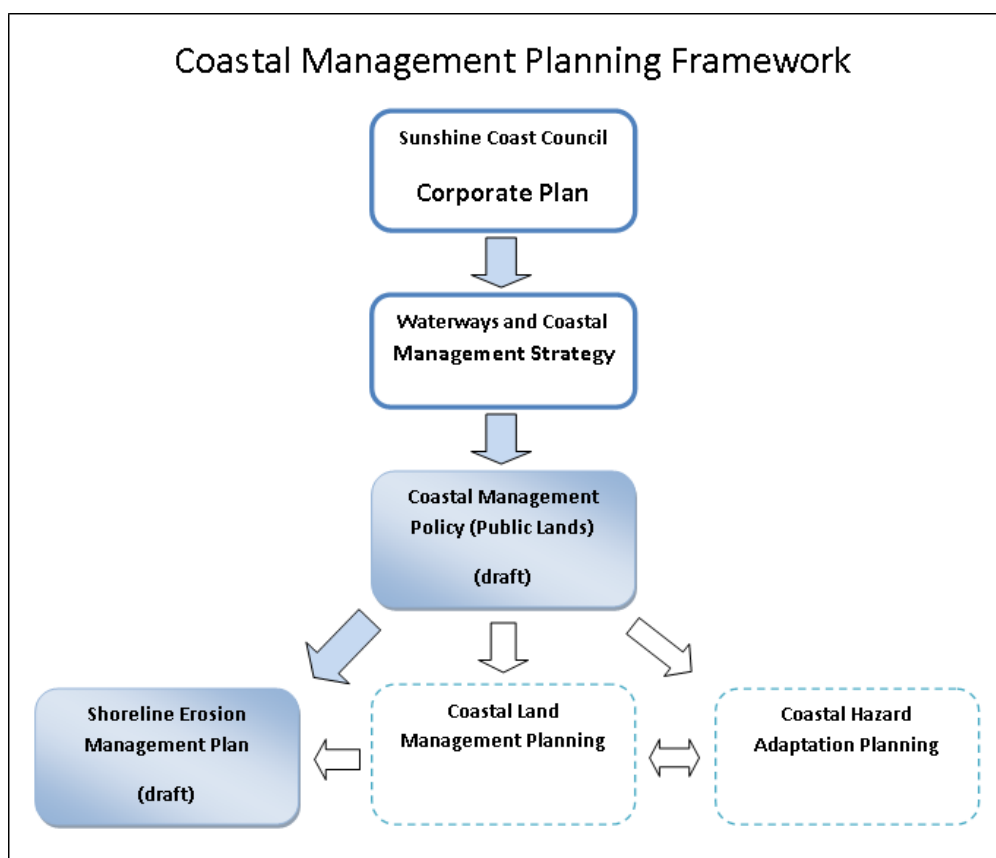 Coastal Management Planning Framework
Sunshine Coast Council
Corporate Plan
Waterways and Coastal
Management Strategy
Coastal Management
Policy (Public Lands)
(draft)
Shoreline Erosion
Management Plan
(draft)
Coastal Land
Management Planning
Coastal Hazard
Adaptation Planning